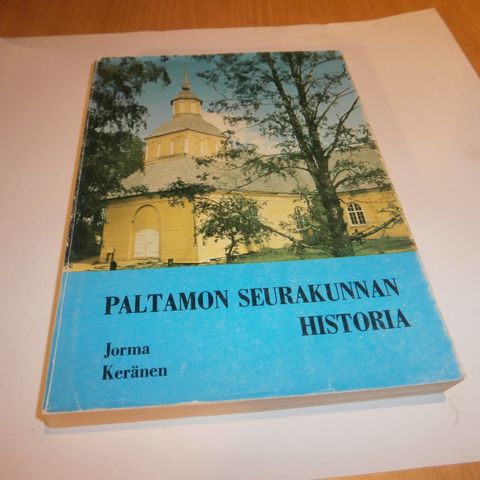 PALTAMON SEURAKUNNAN
HISTORIA
Jorma
Keränen